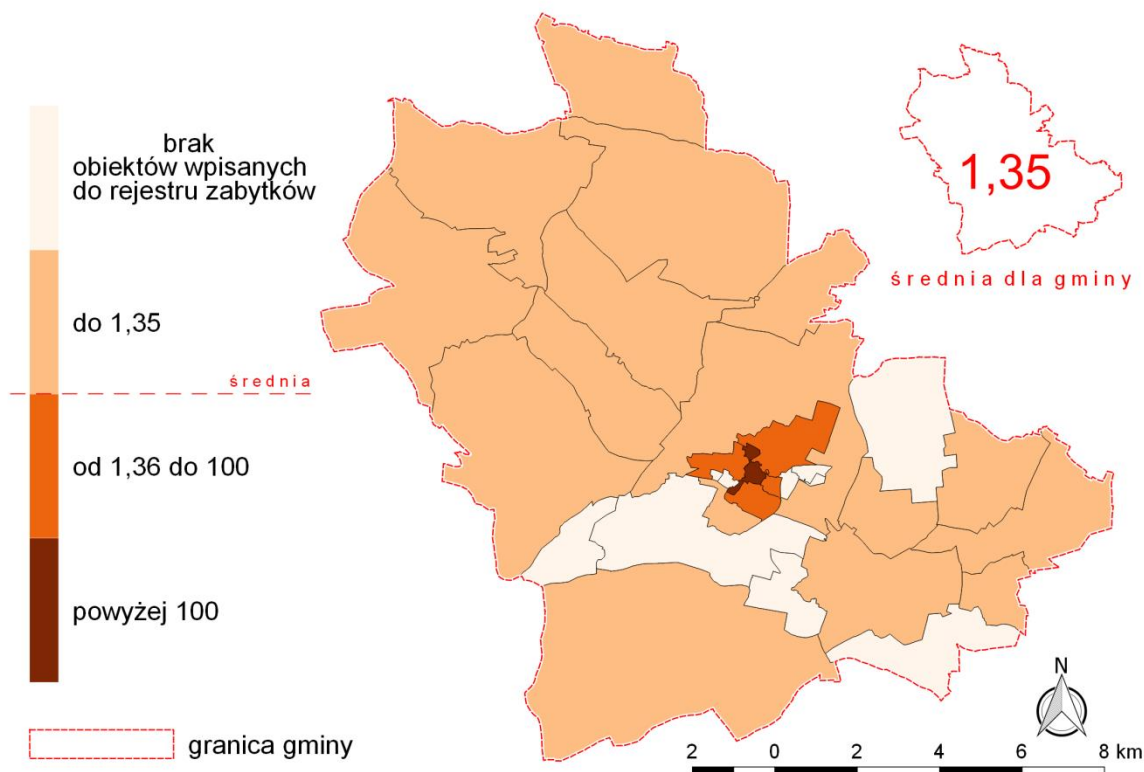 brak
obiektów wpisanych
do rejestru zabytków
do 1,35
średnia
od 1,36 do 100
powyżej 100
granica gminy
1,35
średnia dla gminy
N
2 0 2 4 6 8 km